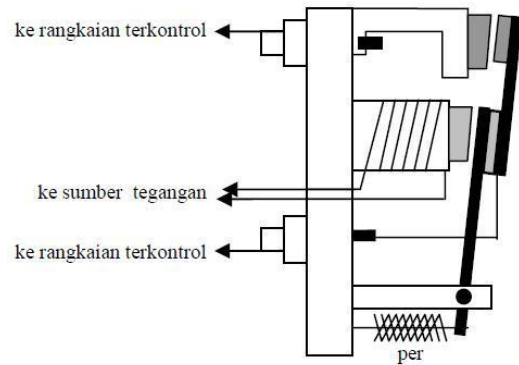 ke rangkaian terkontrol
ke sumber tegangan
ke rangkaian terkontrol
per